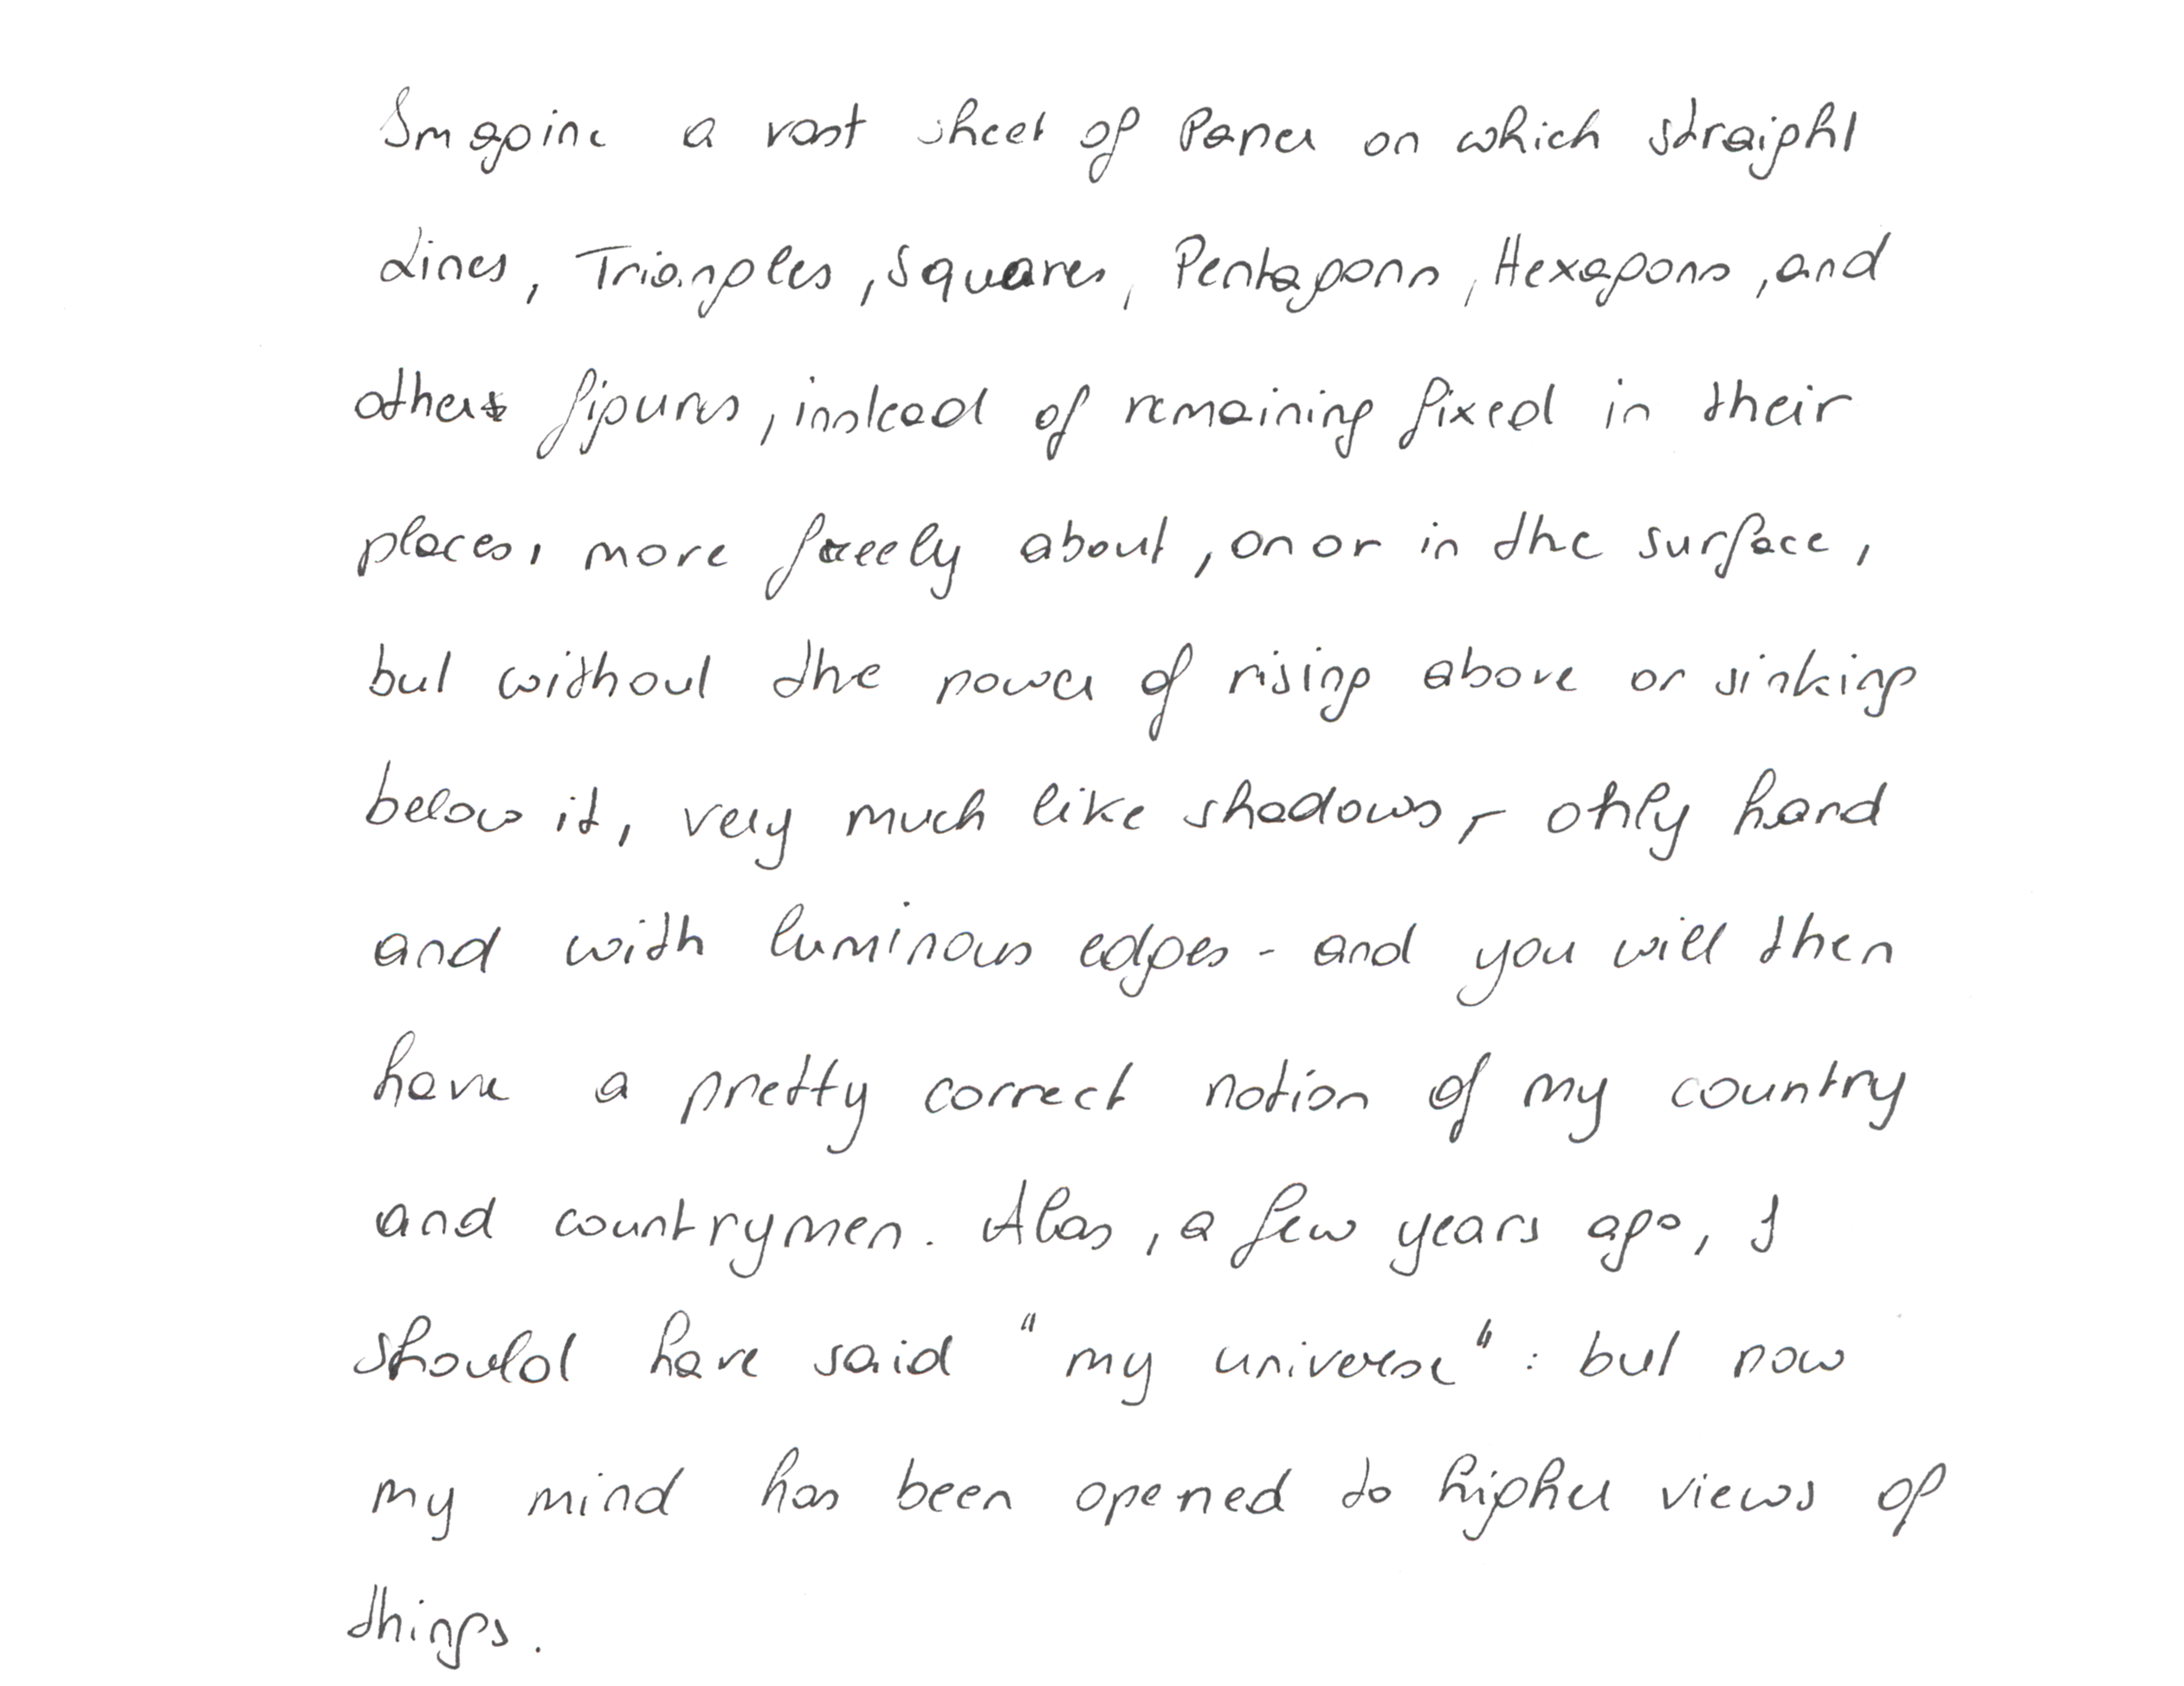 Imagine a vast sheet of Paper on which straight
Lines, Triangles, Squares, Pentagons, Hexagons, and
other figures, instead of remaining fixed in their
places, more freely about, on or in the surface,
but without the power of rising above or sinking
below it, very much like shadows, - only hard
and with luminous edges - and you will then
have a pretty correct notion of my country
and countrymen. Alas, a few years ago, I
should have said "my universe": but now
my mind has been opened to higher views of
things.